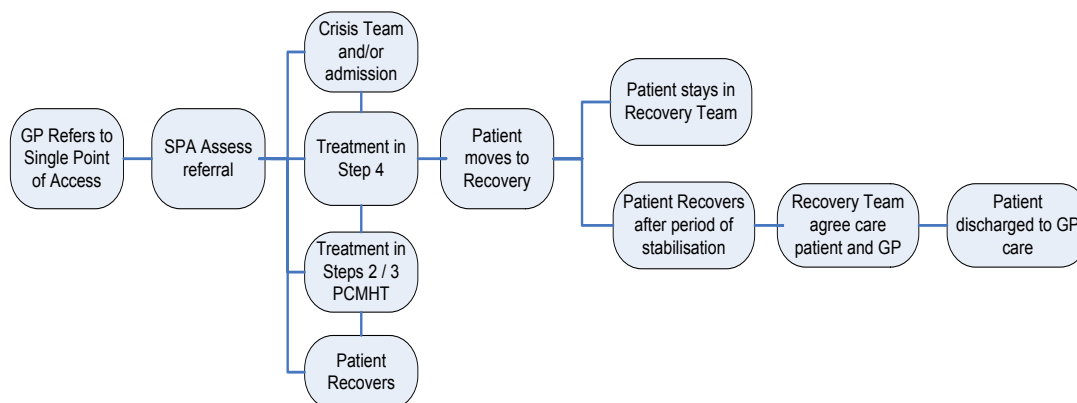 GP Refers to
Single Point
of Access
SPA Assess
referral
Crisis Team
and/or
admission
Treatment in
Step 4
Treatment in
Steps 2 / 3
PCMHT
Patient
Recovers
Patient
moves to
Recovery
Patient stays in
Recovery Team
Patient Recovers
after period of
stabilisation
Recovery Team
agree care
patient and GP
Patient
discharged to GP
care